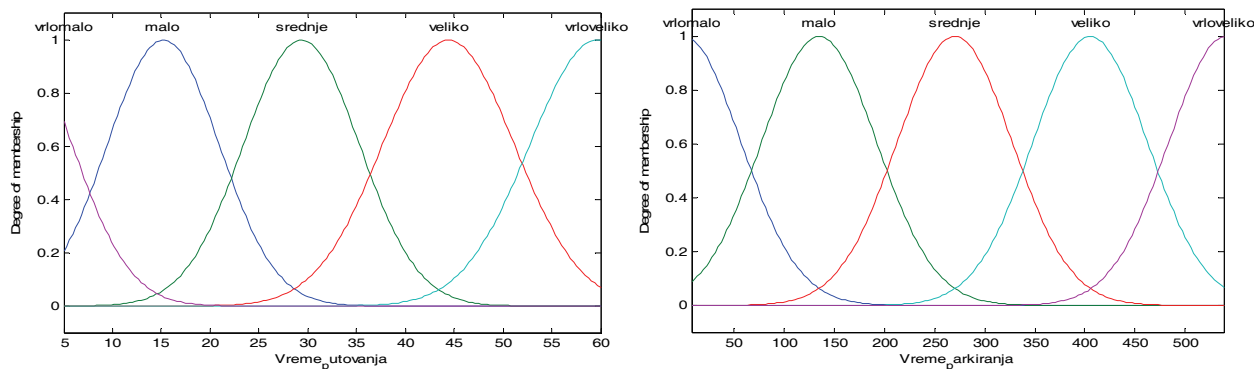 vrlomalo malo srednje veliko vrloveliko
1
0.8
0.6
0.4
0.2
0
Degree of membership
5 10 15 20 25 30 35 40 45 50 55 60
Vreme_putovanja
vrlomalo malo srednje veliko vrloveliko
1
0.8
0.6
0.4
0.2
0
Degree of membership
50 100 150 200 250 300 350 400 450 500
Vreme_parkiranja